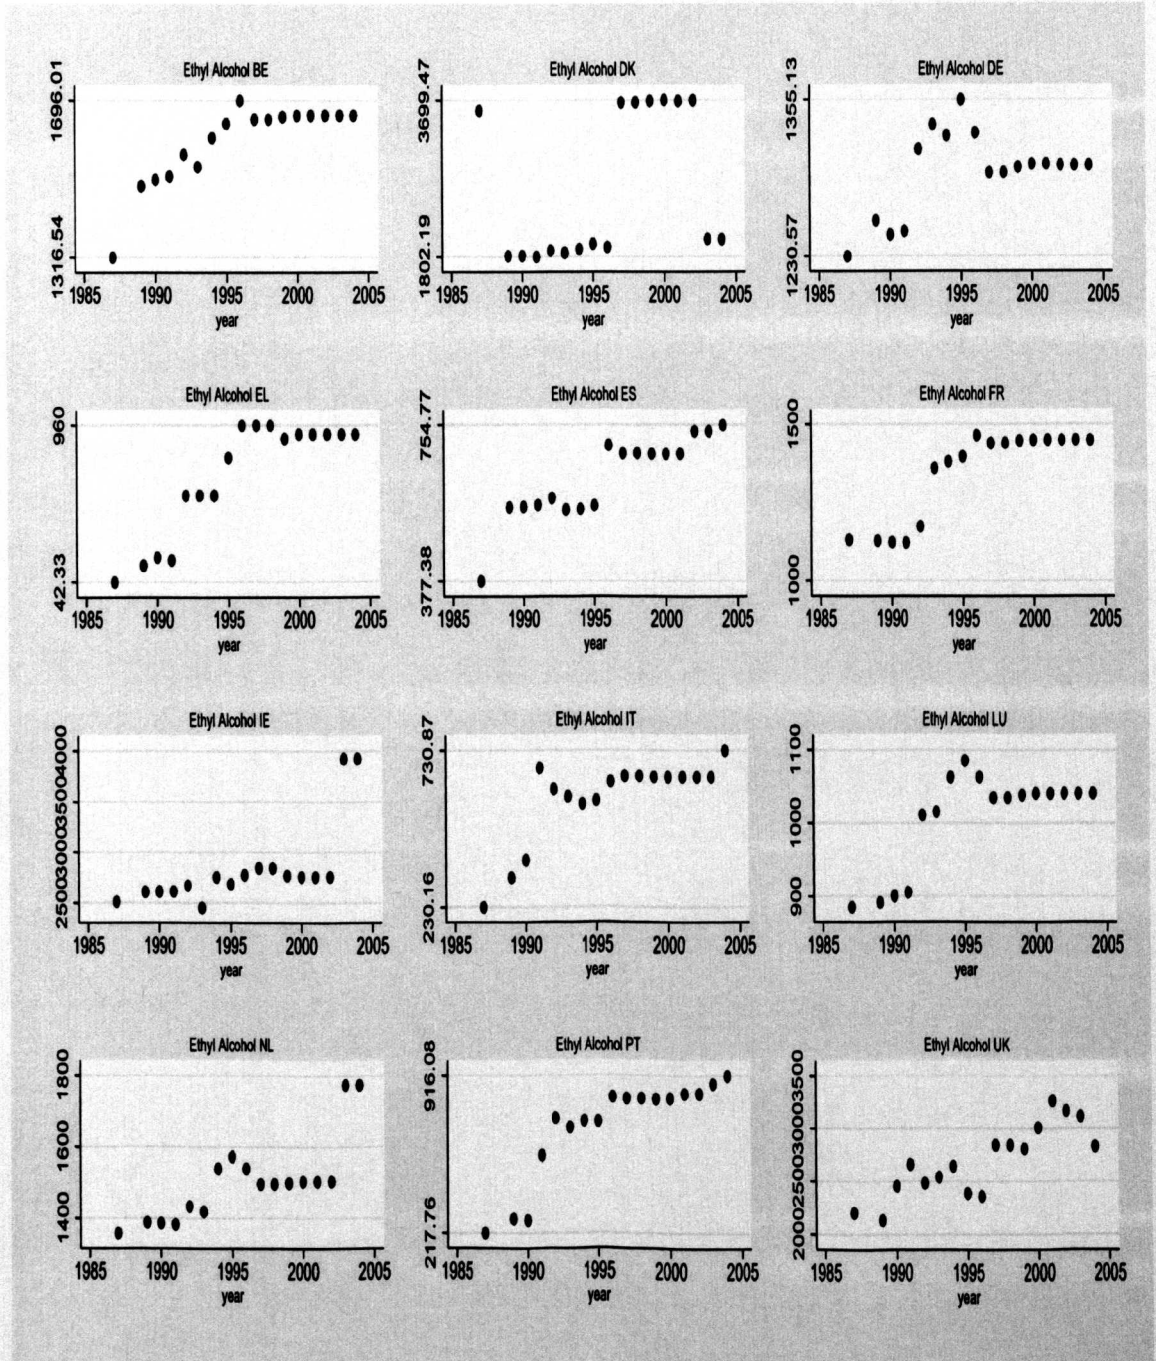 Ethyl Alcohol BE
1696.01
1316.54
1985 1990 1995 2000 2005
year
Ethyl Alcohol DK
3699.47
1802.19
1985 1990 1995 2000 2005
year
Ethyl Alcohol DE
1355.13
1230.57
1985 1990 1995 2000 2005
year
Ethyl Alcohol EL
960
42.33
1985 1990 1995 2000 2005
year
Ethyl Alcohol ES
754.77
377.38
1985 1990 1995 2000 2005
year
Ethyl Alcohol FR
1500
1000
1985 1990 1995 2000 2005
year
Ethyl Alcohol IE
2500300035004000
1985 1990 1995 2000 2005
year
Ethyl Alcohol IT
730.87
230.16
1985 1990 1995 2000 2005
year
Ethyl Alcohol LU
1100
1000
900
1985 1990 1995 2000 2005
year
Ethyl Alcohol NL
1800
1600
1400
1985 1990 1995 2000 2005
year
Ethyl Alcohol PT
916.08
217.76
1985 1990 1995 2000 2005
year
Ethyl Alcohol UK
2000250030003500
1985 1990 1995 2000 2005
year